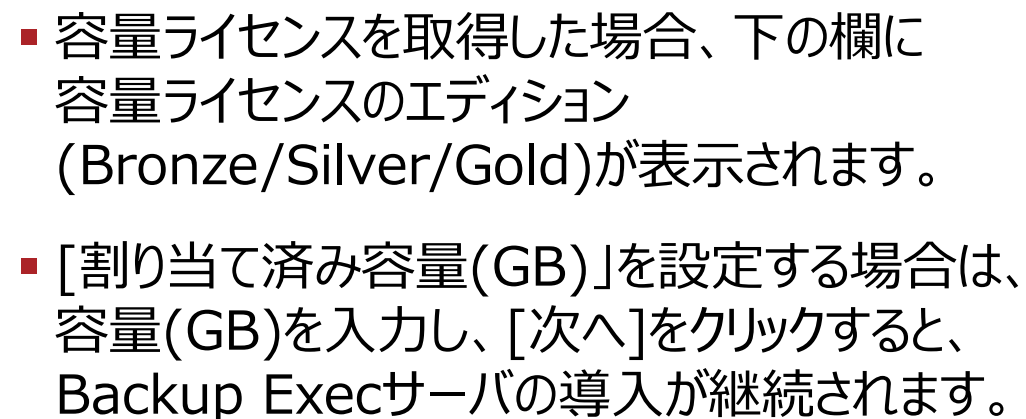 ▪ 容量ライセンスを取得した場合、下の欄に
容量ライセンスのエディション
(Bronze/Silver/Gold)が表示されます。
▪ [割り当て済み容量(GB)」を設定する場合は、
容量(GB)を入力し、[次へ]をクリックすると、
Backup Execサーバの導入が継続されます。